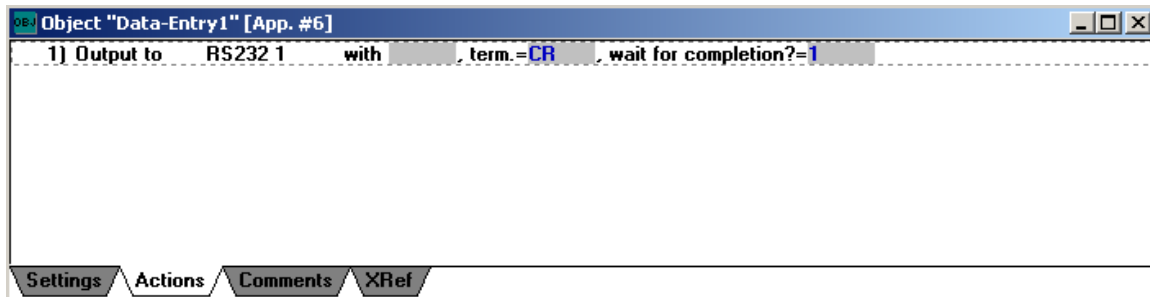 OBJ Object "Data-Entry1" [App. #6]
1) Output to RS232 1 with , term.=CR , wait for completion?=1
Settings Actions Comments XRef